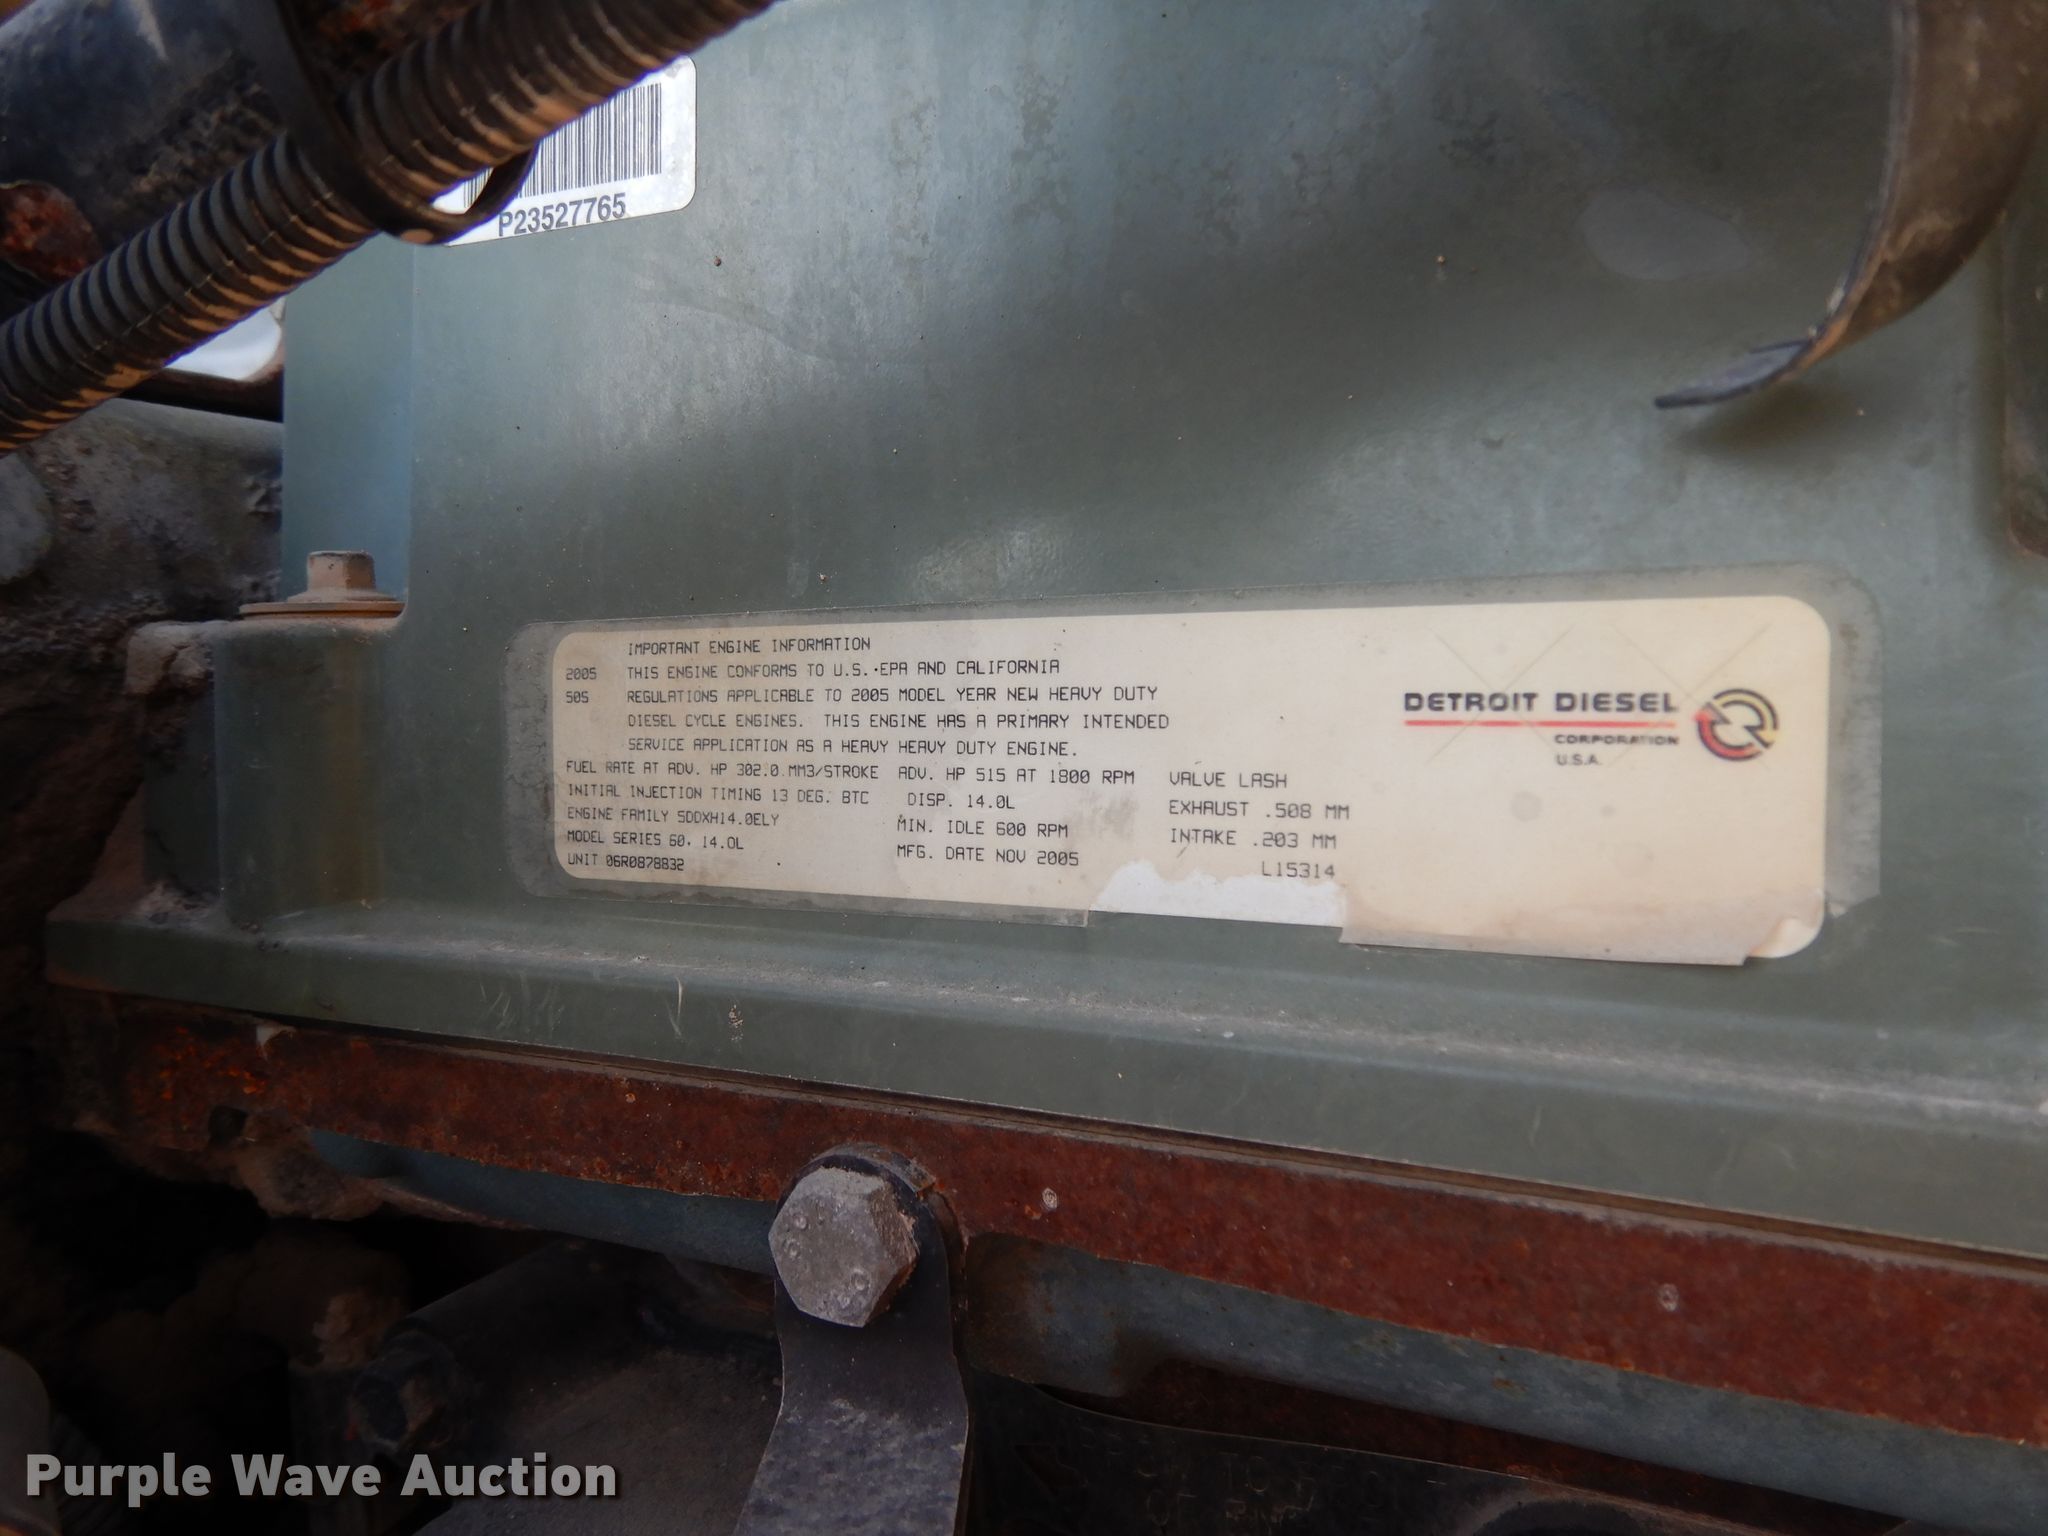 P23527765
IMPORTANT ENGINE INFORMATION
2005 THIS ENGINE CONFORMS TO U.S. EPA AND CALIFORNIA
50S REGULATIONS APPLICABLE TO 2005 MODEL YEAR NEW HEAVY DUTY
DIESEL CYCLE ENGINES. THIS ENGINE HAS A PRIMARY INTENDED
SERVICE APPLICATION AS A HEAVY HEAVY DUTY ENGINE.
FUEL RATE AT ADV. HP 302.0 MM3/STROKE ADV. HP 515 AT 1800 RPM VALVE LASH
INITIAL INJECTION TIMING 13 DEG. BTC DISP. 14.0L EXHAUST .508 MM
ENGINE FAMILY 5DDXH14.0ELY MIN. IDLE 600 RPM INTAKE .203 MM
MODEL SERIES 60, 14.0L MFG. DATE NOV 2005 L15314
UNIT 06R0878832
DETROIT DIESEL
CORPORATION
U.S.A.
Purple Wave Auction